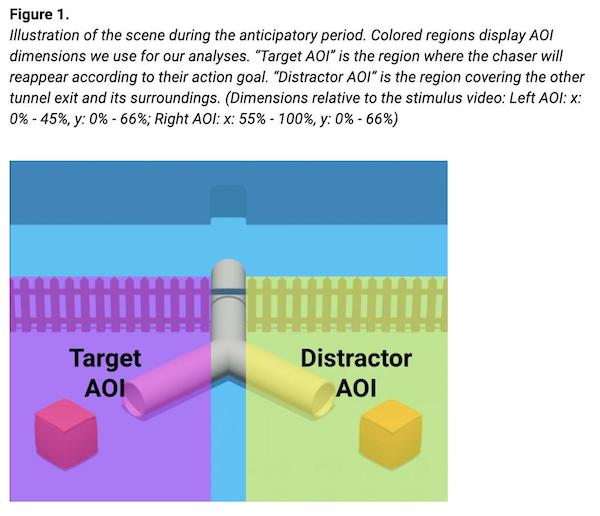 Figure 1.
Illustration of the scene during the anticipatory period. Colored regions display AOI
dimensions we use for our analyses. “Target AOI” is the region where the chaser will
reappear according to their action goal. “Distractor AOI” is the region covering the other
tunnel exit and its surroundings. (Dimensions relative to the stimulus video: Left AOI: x:
0% - 45%, y: 0% - 66%; Right AOI: x: 55% - 100%, y: 0% - 66%)
Target
AOI
Distractor
AOI